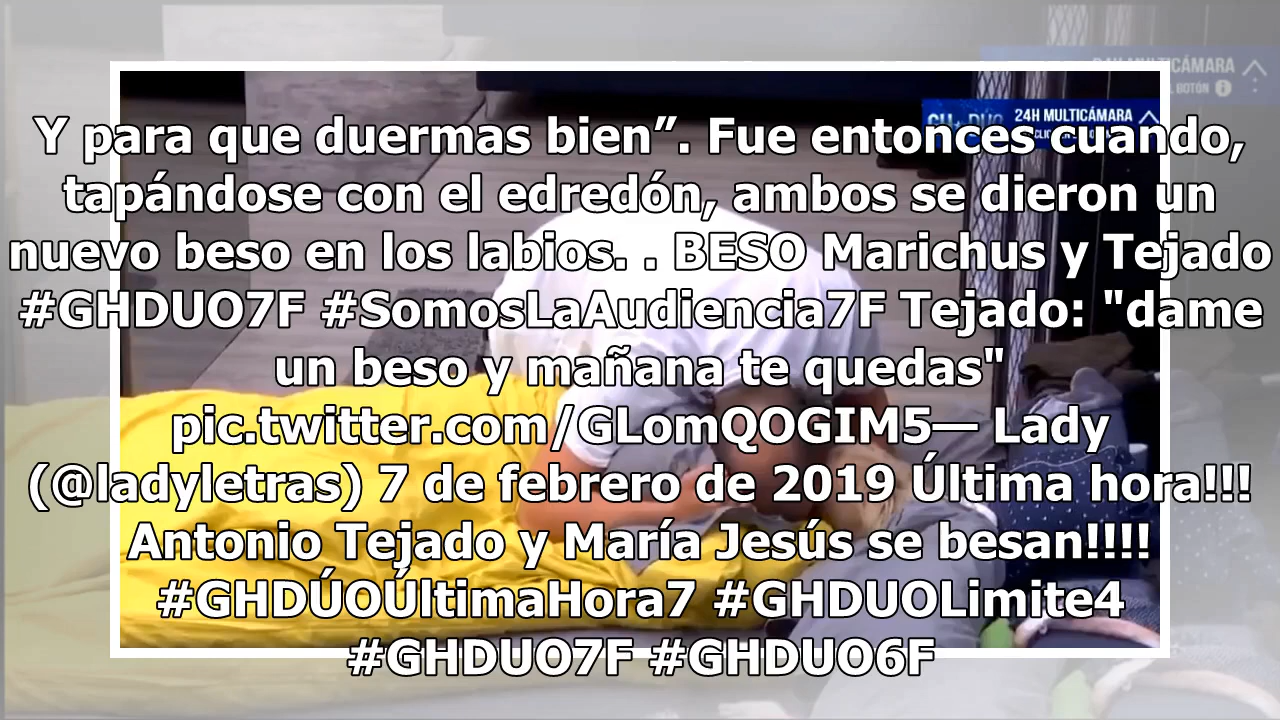 24H MULTICÁMARA
Y para que duermas bien”. Fue entonces cuando,
tapándose con el edredón, ambos se dieron un
nuevo beso en los labios. . BESO Marichus y Tejado
#GHDUO7F #SomosLaAudiencia7F Tejado: "dame
un beso y mañana te quedas"
pic.twitter.com/GLomQOGIM5— Lady
(@ladyletras) 7 de febrero de 2019 Última hora!!!
Antonio Tejado y María Jesús se besan!!!!
#GHDÚOÚltimaHora7 #GHDUOLimite4
#GHDUO7F #GHDUO6F